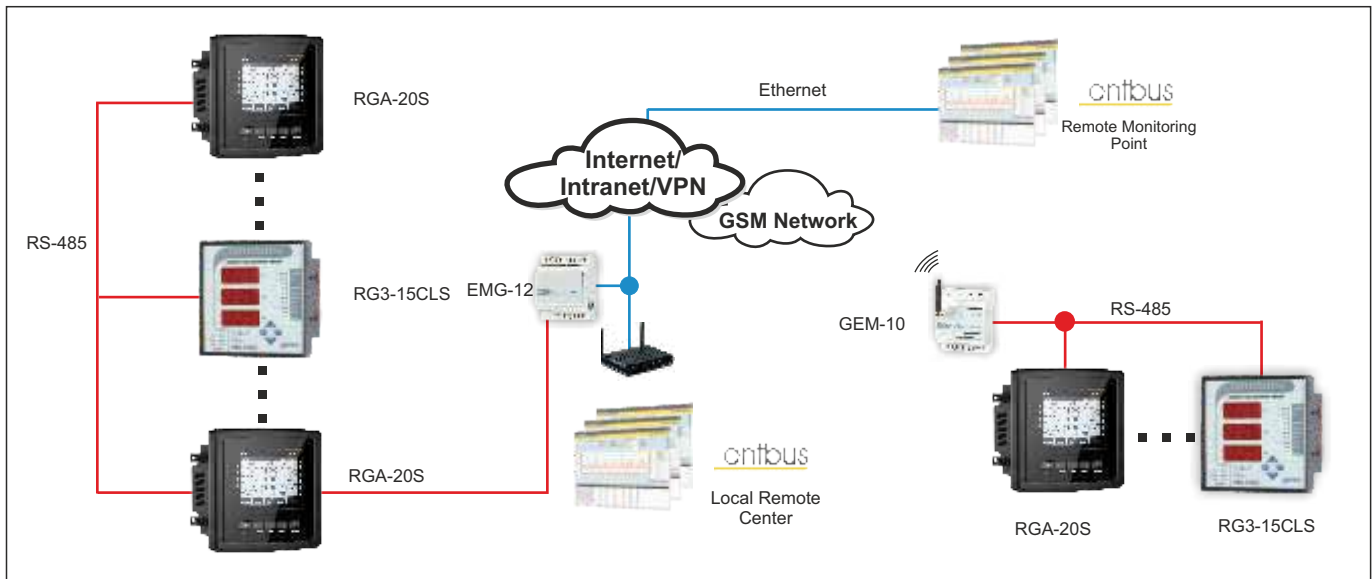 RGA-20S
Ethernet
cntbus
Remote Monitoring
Point
Internet/
Intranet/VPN
GSM Network
RS-485
RG3-15CLS
EMG-12
GEM-10
RS-485
RGA-20S
cntbus
Local Remote
Center
RGA-20S
RG3-15CLS